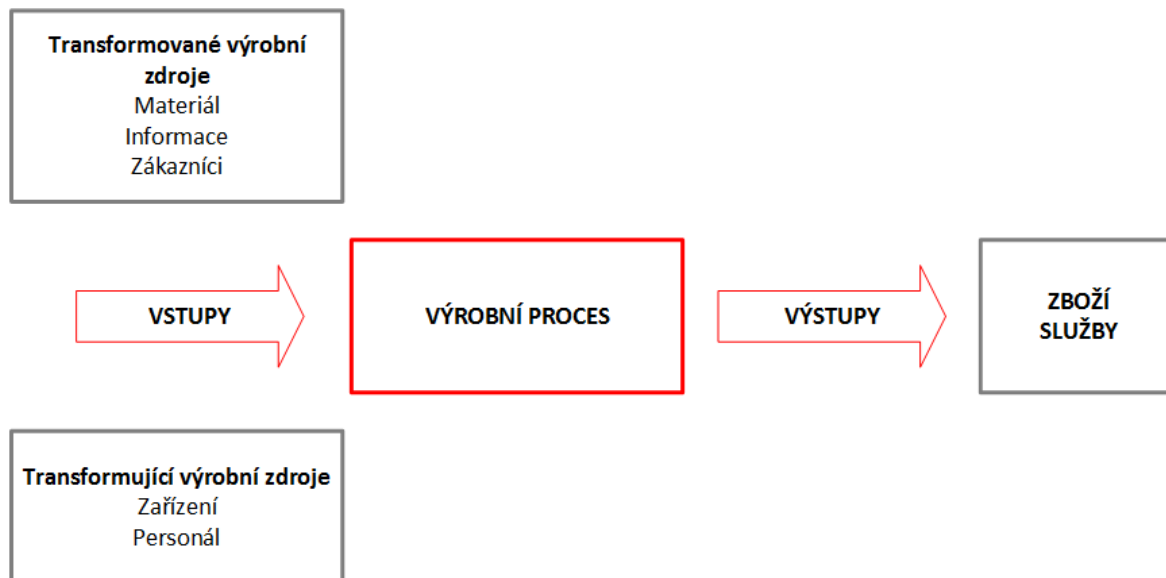 Transformované výrobní
zdroje
Materiál
Informace
Zákazníci
VSTUPY
VÝROBNÍ PROCES
VÝSTUPY
ZBOŽÍ
SLUŽBY
Transformující výrobní zdroje
Zařízení
Personál